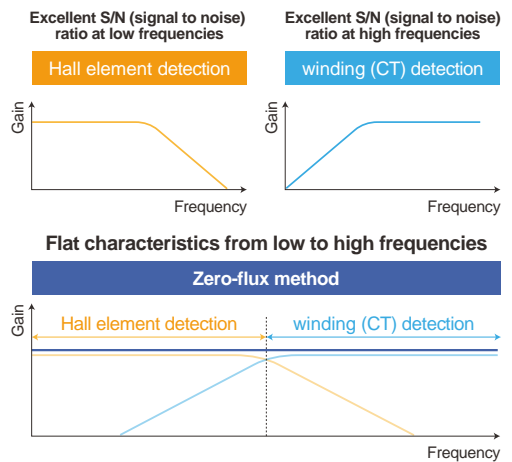 Excellent S/N (signal to noise)
ratio at low frequencies
Hall element detection
Gain
Frequency
Excellent S/N (signal to noise)
ratio at high frequencies
winding (CT) detection
Gain
Frequency
Flat characteristics from low to high frequencies
Zero-flux method
Gain
Hall element detection
winding (CT) detection
Frequency